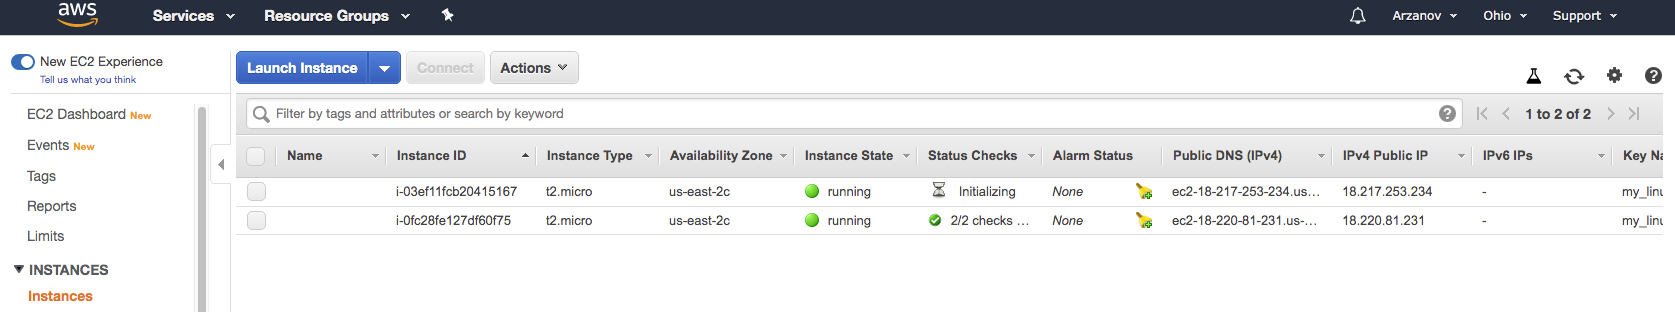 aws Services Resource Groups Arzanov Ohio Support
New EC2 Experience
Tell us what you think
Launch Instance Connect Actions
EC2 Dashboard New
Events New
Tags
Reports
Limits
INSTANCES
Instances
Filter by tags and attributes or search by keyword 1 to 2 of 2
Name Instance ID Instance Type Availability Zone Instance State Status Checks Alarm Status Public DNS (IPv4) IPv4 Public IP IPv6 IPs Key Na
i-03ef11fcb20415167 t2.micro us-east-2c running Initializing None ec2-18-217-253-234.us... 18.217.253.234 - my_linu
i-0fc28fe127df60f75 t2.micro us-east-2c running 2/2 checks ... None ec2-18-220-81-231.us-... 18.220.81.231 - my_linu